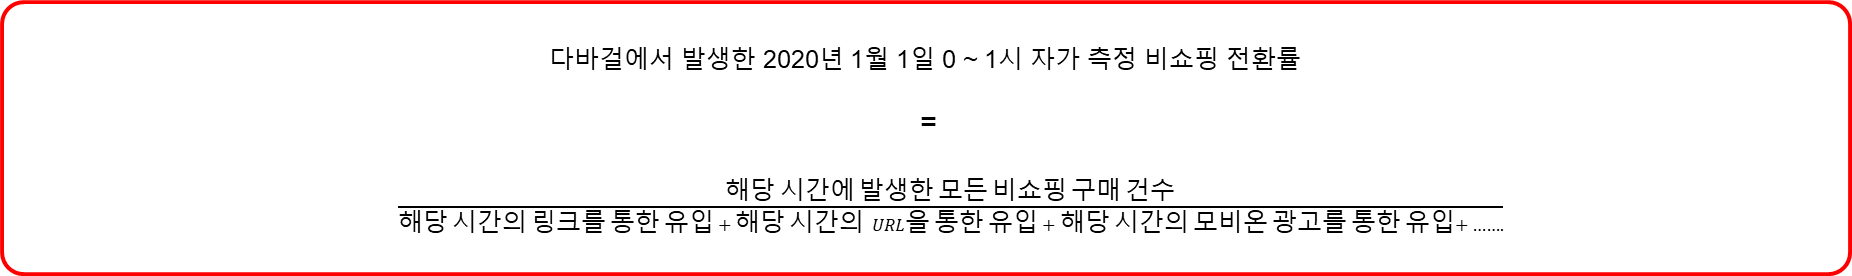 다바걸에서 발생한 2020년 1월 1일 0 ~ 1시 자가 측정 비쇼핑 전환률
=
해당 시간에 발생한 모든 비쇼핑 구매 건수
해당 시간의 링크를 통한 유입 + 해당 시간의 URL을 통한 유입 + 해당 시간의 모비온 광고를 통한 유입+ .......